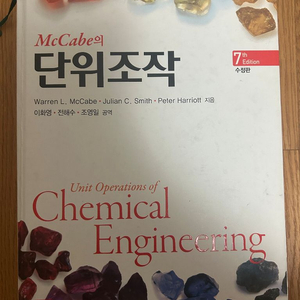 McCabe의
단위조작
7th
Edition
수정판
Warren L. McCabe · Julian C. Smith · Peter Harriott 지음
이화영 · 전해수 · 조영일 공역
Unit Operations of
Chemical
Engineering